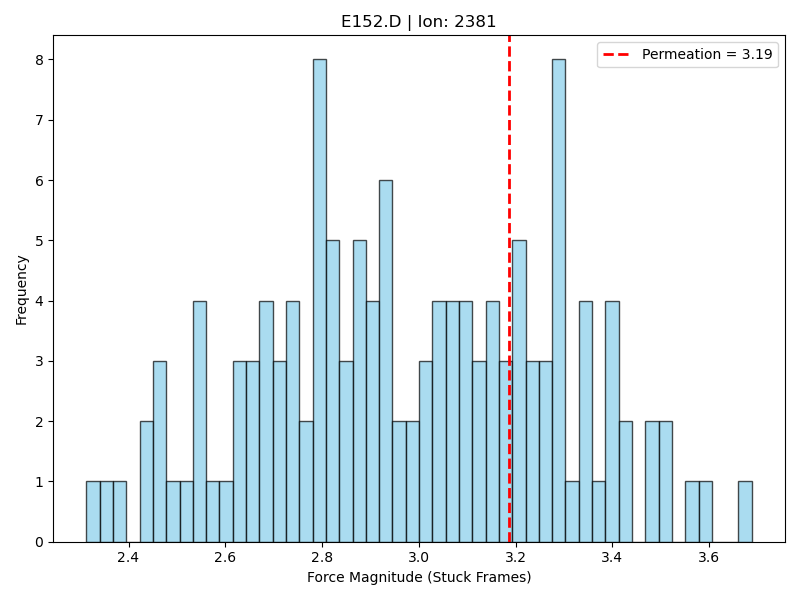 E152.D | Ion: 2381
Permeation = 3.19
8
7
6
5
4
3
2
1
0
Frequency
2.4 2.6 2.8 3.0 3.2 3.4 3.6
Force Magnitude (Stuck Frames)